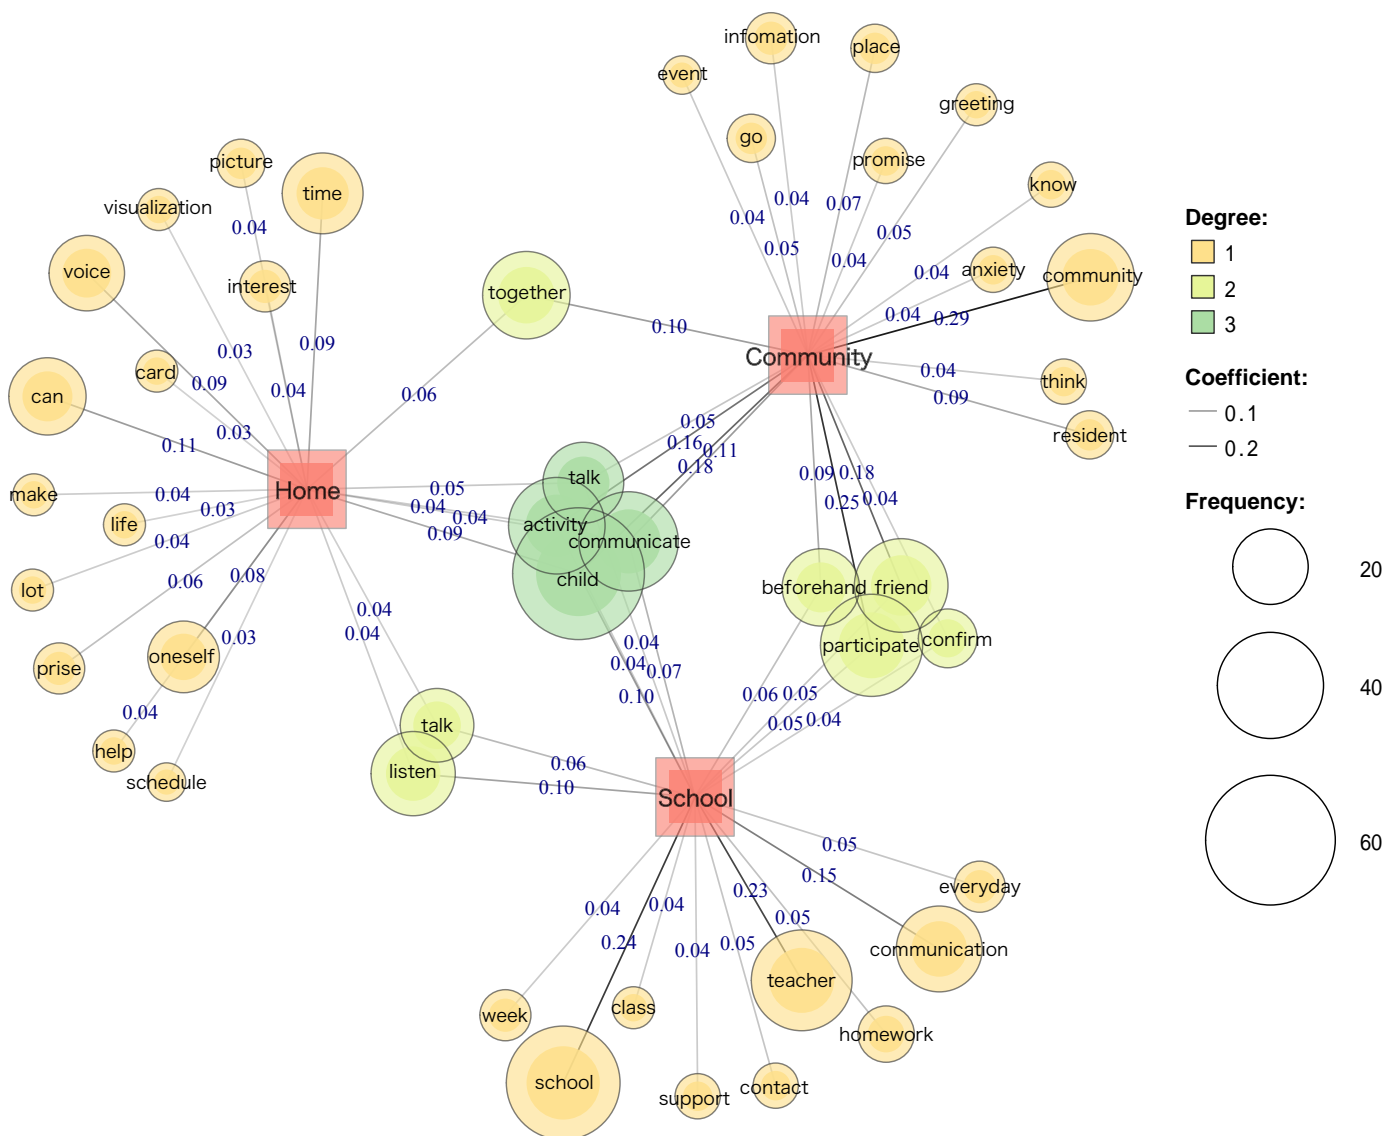 infomation
place
event
greeting
go
promise
picture
know
time
visualization
0.04
0.07
voice
0.04
0.04
0.05
interest
0.05
0.04
0.04
anxiety
community
together
0.04
0.29
0.10
0.09
0.03
Community
card
0.09
0.04
0.04
think
can
0.06
0.09
0.03
0.05
resident
0.11
0.16
0.11
0.18
talk
0.09
0.18
Home
0.05
make
0.04
0.25
0.04
0.03
0.04
0.04
life
activity
0.09
communicate
0.04
0.06
0.08
child
beforehand
friend
lot
0.04
0.04
0.03
0.04
participate
confirm
oneself
prise
0.04
0.07
0.10
0.06
0.05
0.04
talk
0.05
0.04
help
0.06
listen
schedule
0.10
School
0.05
0.15
0.23
everyday
0.04
0.04
0.05
0.24
0.04
0.05
communication
teacher
week
class
homework
school
support
contact
Degree:
1
2
3
Coefficient:
0.1
0.2
Frequency:
20
40
60